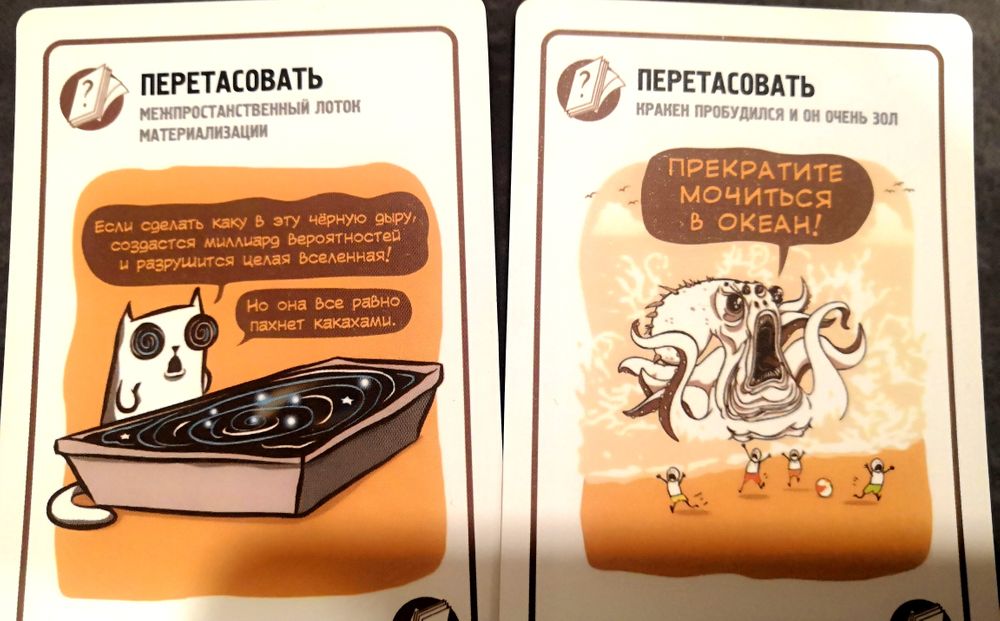 ПЕРЕТАСОВАТЬ
МЕЖПРОСТАНСТВЕННЫЙ ЛОТОК
МАТЕРИАЛИЗАЦИИ
Если сделать каку в эту чёрную дыру,
создастся миллиард вероятностей
и разрушится целая вселенная!
Но она все равно
пахнет какахами.
ПЕРЕТАСОВАТЬ
КРАКЕН ПРОБУДИЛСЯ И ОН ОЧЕНЬ ЗОЛ
ПРЕКРАТИТЕ
МОЧИТЬСЯ
В ОКЕАН!